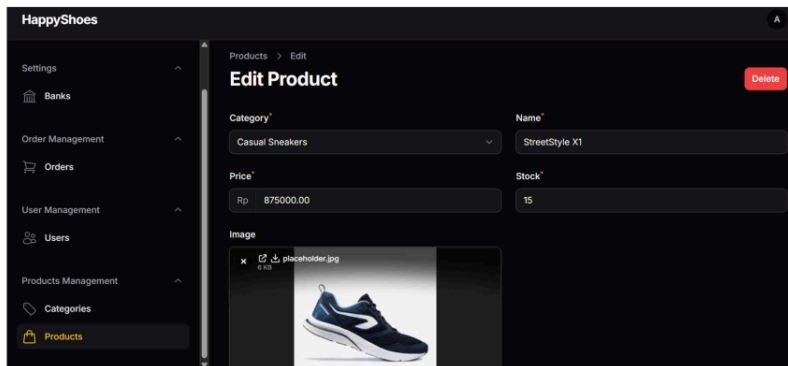 HappyShoes
A
Settings
Banks
Order Management
Orders
User Management
Users
Products Management
Categories
Products
Products > Edit
Edit Product
Delete
Category*
Casual Sneakers
Name*
StreetStyle X1
Price*
Rp 875000.00
Stock*
15
Image
placeholder.jpg
6 KB